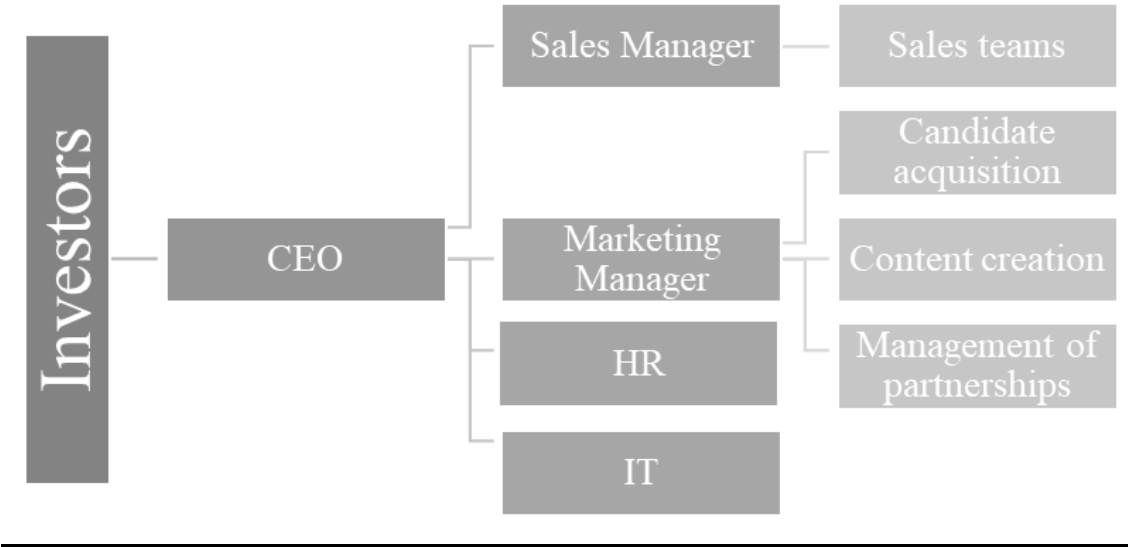 Investors
CEO
Sales Manager
Sales teams
Marketing
Manager
Candidate
acquisition
Content creation
Management of
partnerships
HR
IT